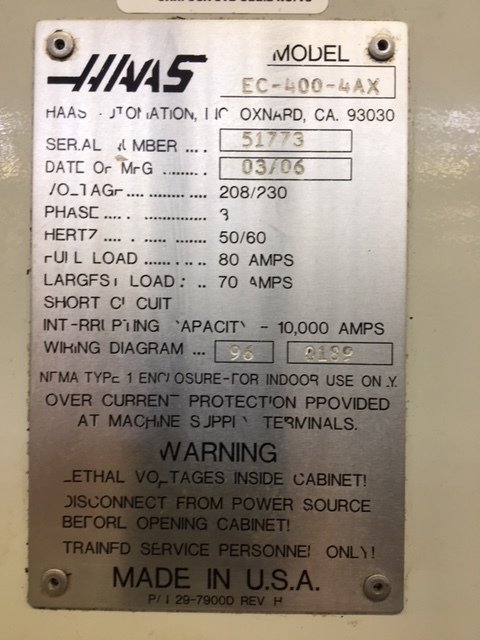 HAAS
MODEL
EC-400-4AX
HAAS AUTOMATION, INC. OXNARD, CA. 93030
SERIAL NUMBER .... 51773
DATE OF MFG ........ 03/06
VOLTAGE .............. 208/230
PHASE .................. 3
HERTZ .................. 50/60
FULL LOAD ........... 80 AMPS
LARGEST LOAD .... 70 AMPS
SHORT CIRCUIT
INTERRUPTING CAPACITY - 10,000 AMPS
WIRING DIAGRAM ... 96 0189
NEMA TYPE 1 ENCLOSURE-FOR INDOOR USE ONLY.
OVER CURRENT PROTECTION PROVIDED
AT MACHINE SUPPLY TERMINALS.
WARNING
LETHAL VOLTAGES INSIDE CABINET!
DISCONNECT FROM POWER SOURCE
BEFORE OPENING CABINET!
TRAINED SERVICE PERSONNEL ONLY!
MADE IN U.S.A.
P/N 29-7900D REV H